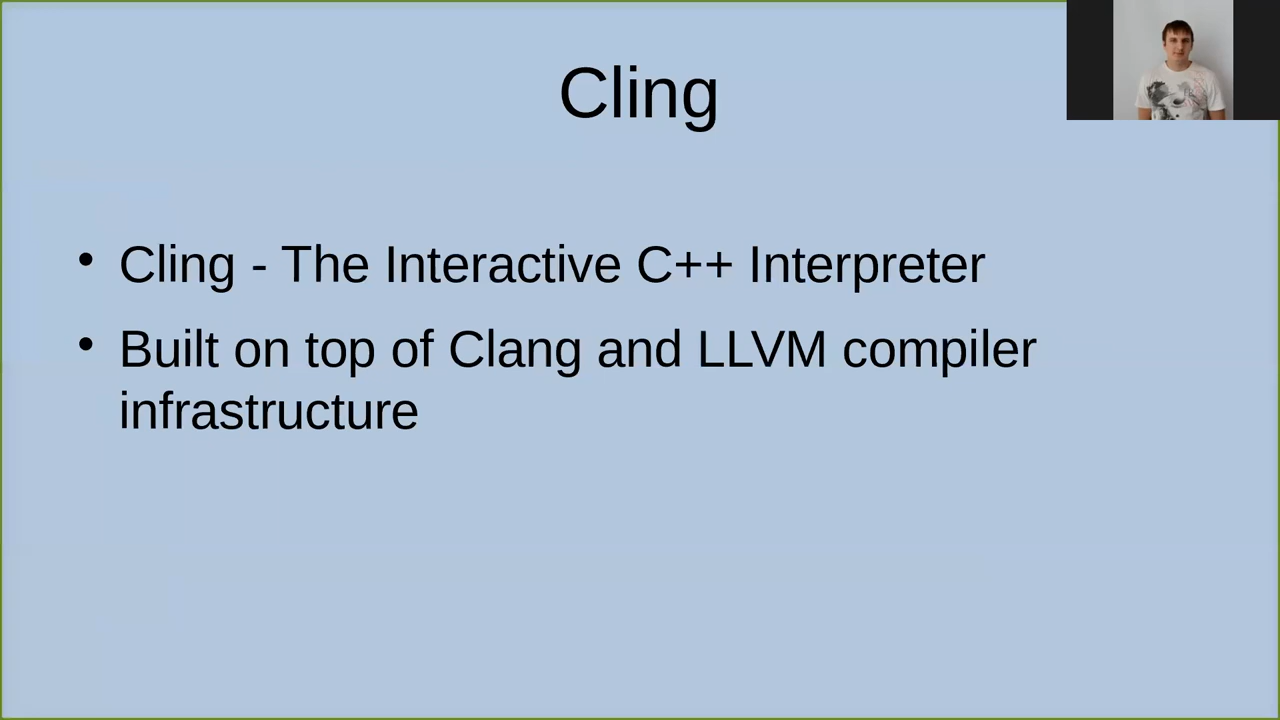 Cling
• Cling - The Interactive C++ Interpreter
• Built on top of Clang and LLVM compiler
infrastructure